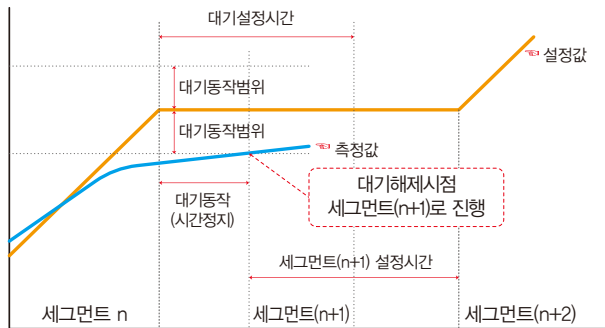 대기설정시간
☜ 설정값
대기동작범위
대기동작범위
☜ 측정값
대기동작
(시간정지)
대기해제시점
세그먼트(n+1)로 진행
세그먼트(n+1) 설정시간
세그먼트 n
세그먼트(n+1)
세그먼트(n+2)